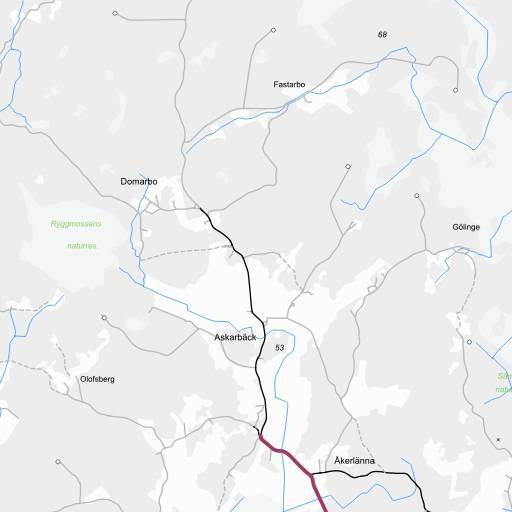 68
Fastarbo
Domarbo
Ryggmossens
naturres.
Gölinge
Askarbäck
53
Olofsberg
Åkerlänna